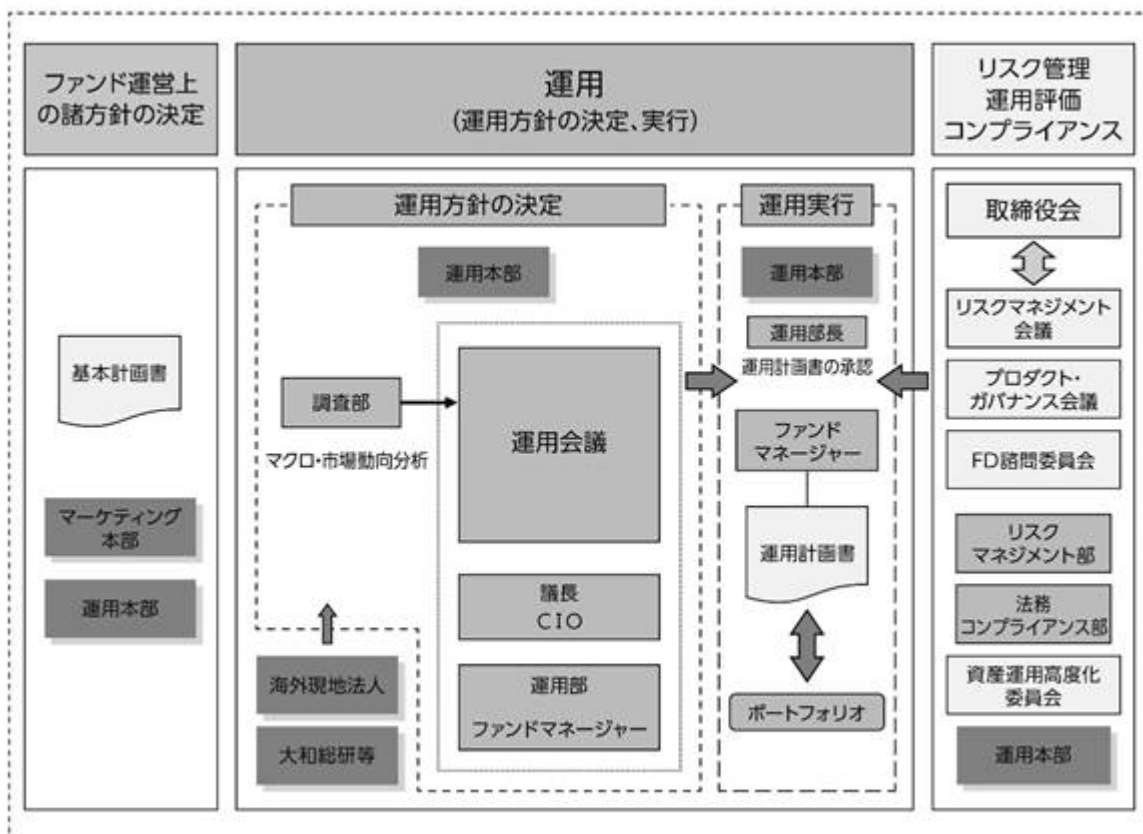 ファンド運営上
の諸方針の決定
基本計画書
マーケティング
本部
運用本部
運用
(運用方針の決定、実行)
運用方針の決定
運用本部
調査部
マクロ・市場動向分析
運用会議
議長
CIO
運用部
ファンドマネージャー
海外現地法人
大和総研等
運用実行
運用本部
運用部長
運用計画書の承認
ファンド
マネージャー
運用計画書
ポートフォリオ
リスク管理
運用評価
コンプライアンス
取締役会
リスクマネジメント
会議
プロダクト・
ガバナンス会議
FD諮問委員会
リスク
マネジメント部
法務
コンプライアンス部
資産運用高度化
委員会
運用本部